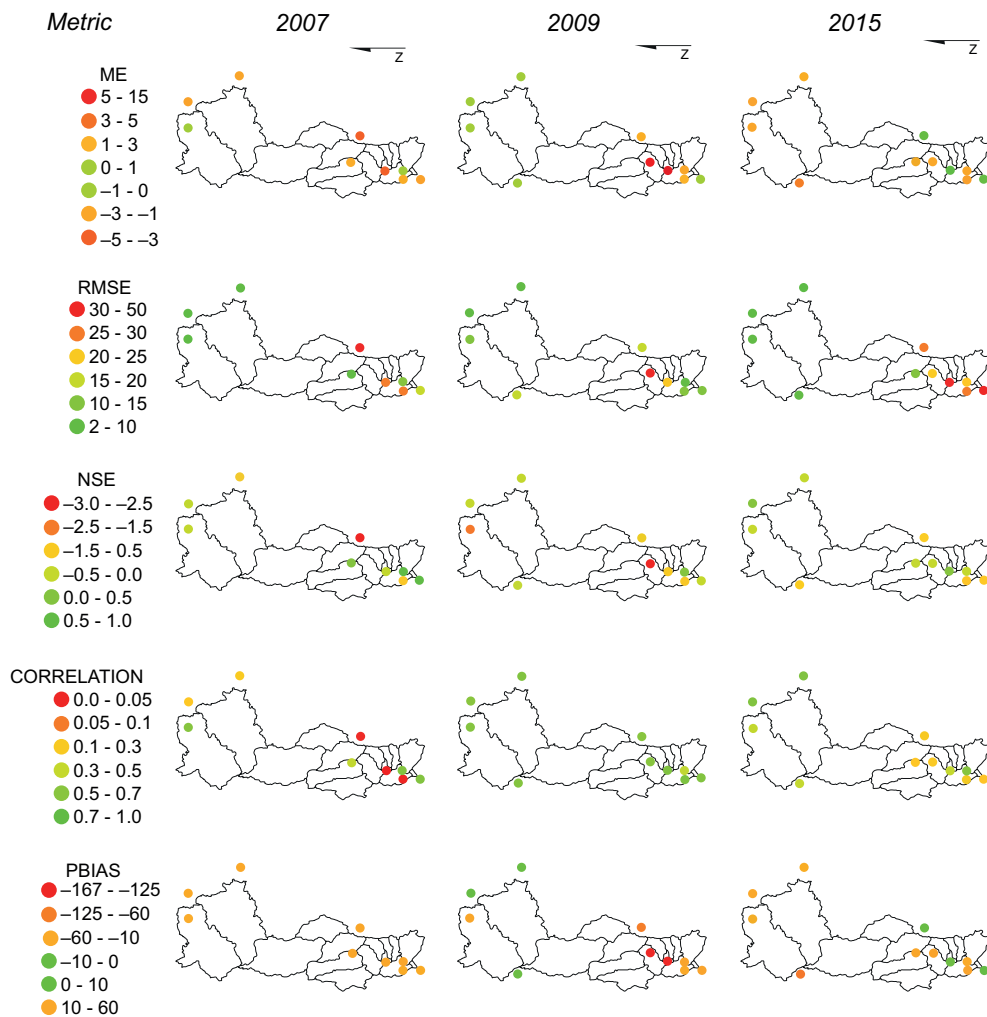 Metric 2007 2009 2015
Z Z Z
ME
5 - 15
3 - 5
1 - 3
0 - 1
–1 - 0
–3 - –1
–5 - –3
RMSE
30 - 50
25 - 30
20 - 25
15 - 20
10 - 15
2 - 10
NSE
–3.0 - –2.5
–2.5 - –1.5
–1.5 - 0.5
–0.5 - 0.0
0.0 - 0.5
0.5 - 1.0
CORRELATION
0.0 - 0.05
0.05 - 0.1
0.1 - 0.3
0.3 - 0.5
0.5 - 0.7
0.7 - 1.0
PBIAS
–167 - –125
–125 - –60
–60 - –10
–10 - 0
0 - 10
10 - 60